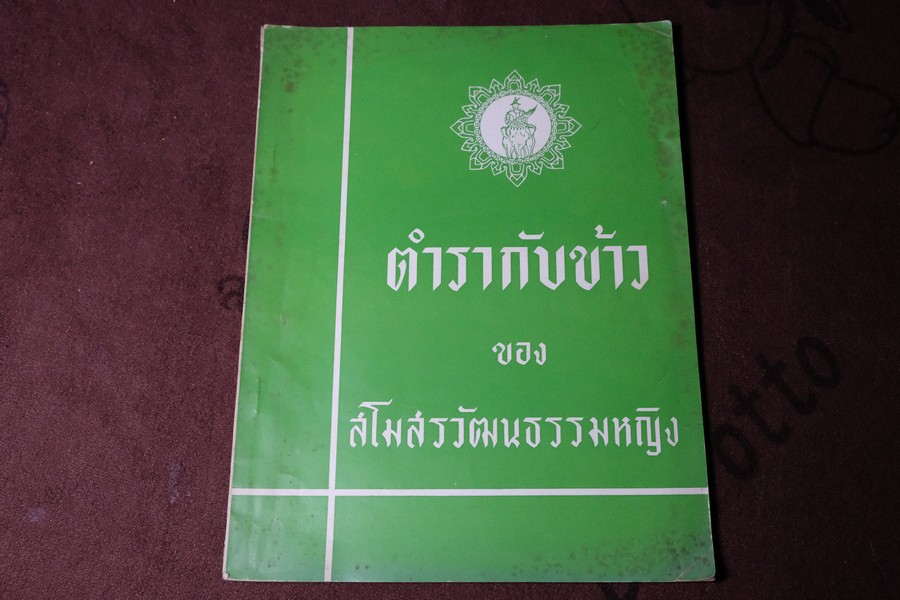 ตำรากับข้าว
ของ
สโมสรวัฒนธรรมหญิง
otto